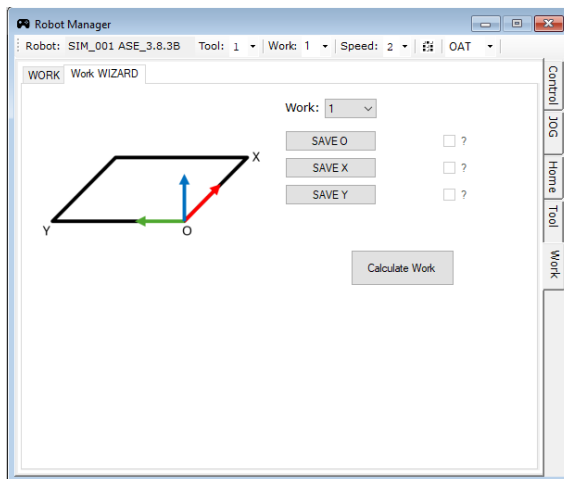 Robot Manager
Robot: SIM_001 ASE_3.8.3B Tool: 1 Work: 1 Speed: 2 OAT
WORK Work WIZARD
Work: 1
SAVE O ?
SAVE X ?
SAVE Y ?
X
Y
O
Calculate Work
Control
JOG
Home
Tool
Work